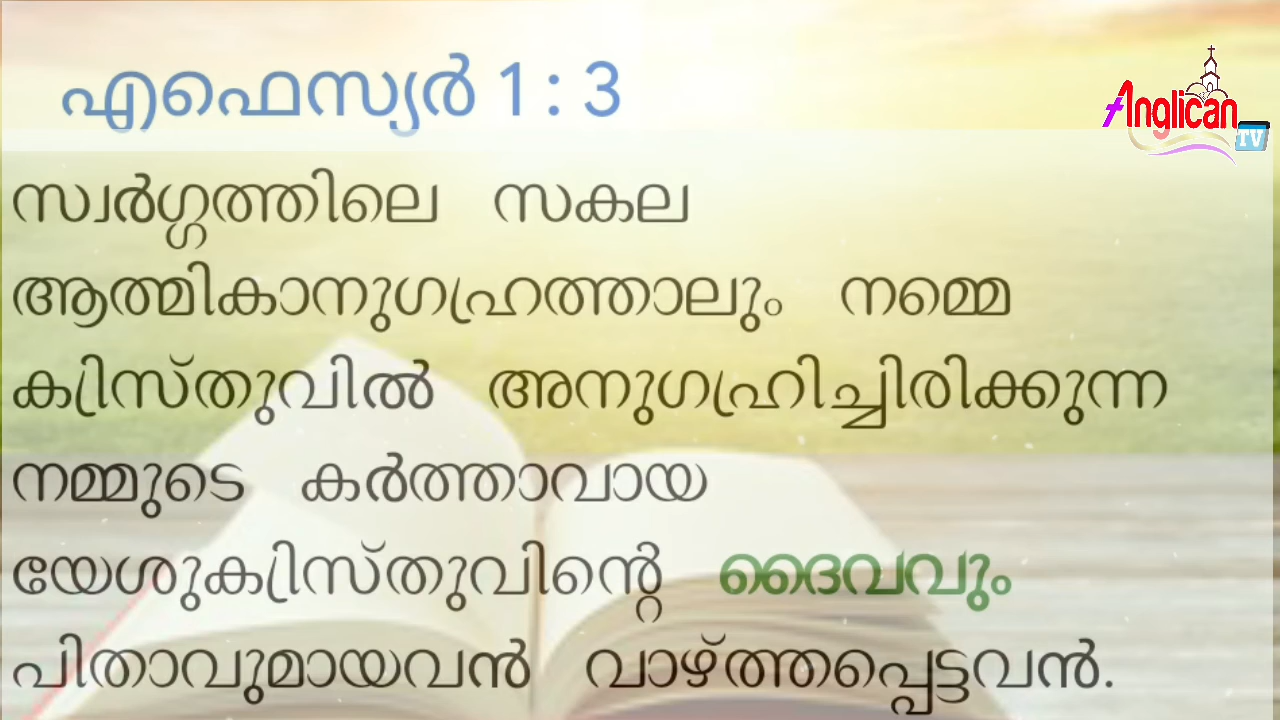 എഫെസ്യർ 1 : 3
Anglican
TV
സ്വർഗ്ഗത്തിലെ സകല
ആത്മികാനുഗ്രഹത്താലും നമ്മെ
ക്രിസ്തുവിൽ അനുഗ്രഹിച്ചിരിക്കുന്ന
നമ്മുടെ കർത്താവായ
യേശുക്രിസ്തുവിന്റെ ദൈവവും
പിതാവുമായവൻ വാഴ്ത്തപ്പെട്ടവൻ.